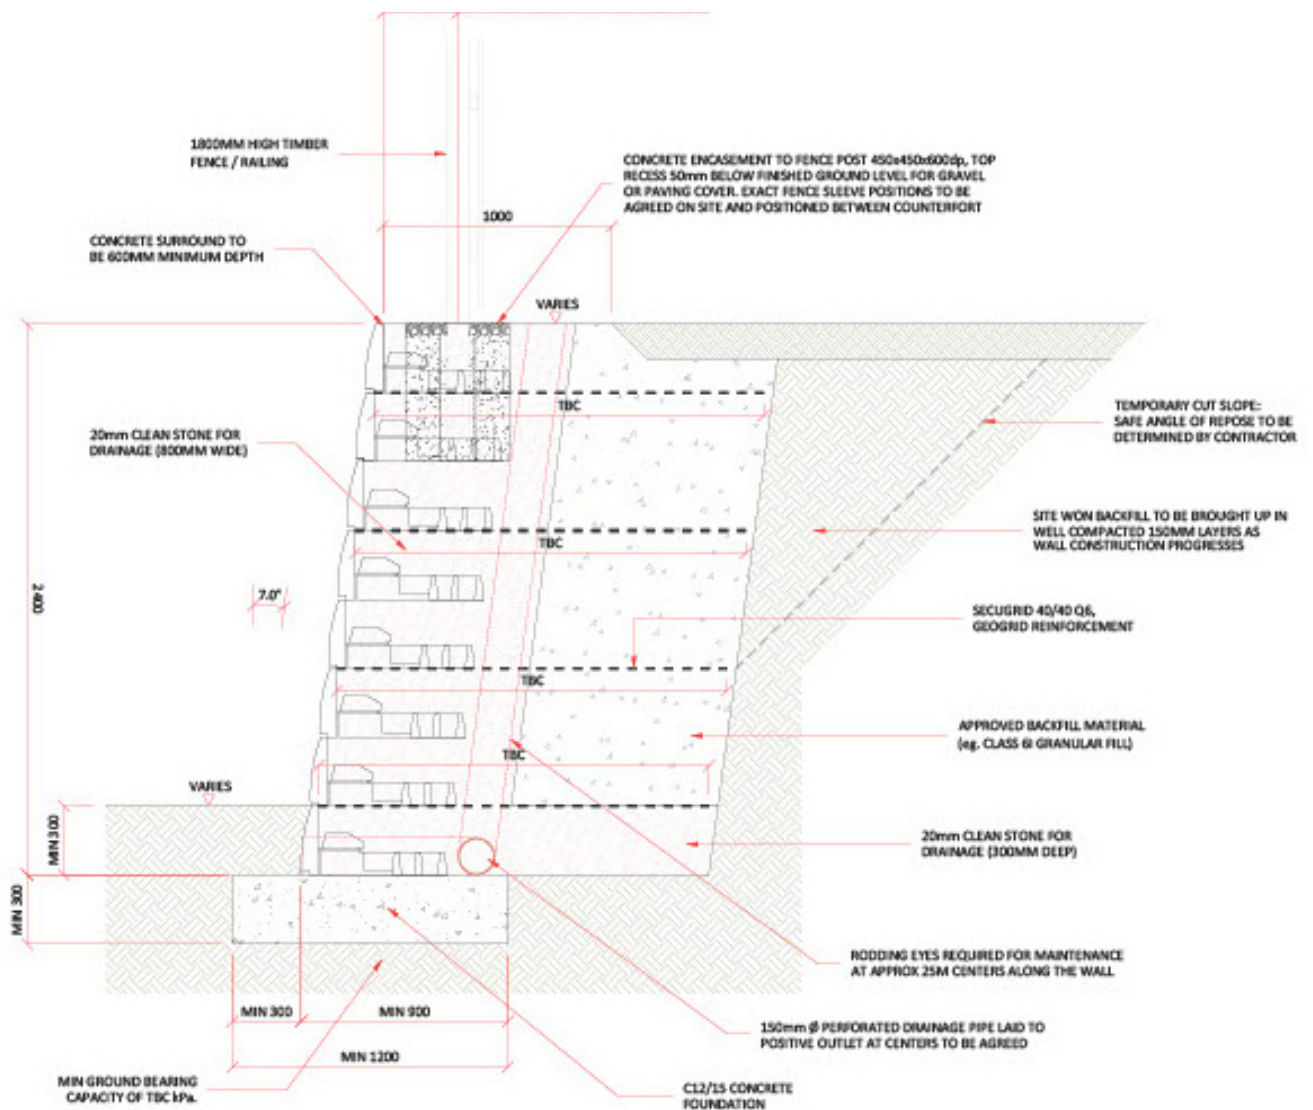 1800MM HIGH TIMBER
FENCE / RAILING
CONCRETE ENCASEMENT TO FENCE POST 450x450x600dp, TOP
RECESS 50mm BELOW FINISHED GROUND LEVEL FOR GRAVEL
OR PAVING COVER. EXACT FENCE SLEEVE POSITIONS TO BE
AGREED ON SITE AND POSITIONED BETWEEN COUNTERFORT
1000
CONCRETE SURROUND TO
BE 600MM MINIMUM DEPTH
VARIES
TBC
TEMPORARY CUT SLOPE:
SAFE ANGLE OF REPOSE TO BE
DETERMINED BY CONTRACTOR
20mm CLEAN STONE FOR
DRAINAGE (800MM WIDE)
SITE WON BACKFILL TO BE BROUGHT UP IN
WELL COMPACTED 150MM LAYERS AS
WALL CONSTRUCTION PROGRESSES
TBC
2400
7.0°
SECUGRID 40/40 Q6,
GEOGRID REINFORCEMENT
TBC
APPROVED BACKFILL MATERIAL
(eg. CLASS 6I GRANULAR FILL)
TBC
VARIES
MIN 300
20mm CLEAN STONE FOR
DRAINAGE (300MM DEEP)
MIN 300
RODDING EYES REQUIRED FOR MAINTENANCE
AT APPROX 25M CENTERS ALONG THE WALL
MIN 300
MIN 900
150mm Ø PERFORATED DRAINAGE PIPE LAID TO
POSITIVE OUTLET AT CENTERS TO BE AGREED
MIN 1200
MIN GROUND BEARING
CAPACITY OF TBC kPa.
C12/15 CONCRETE
FOUNDATION